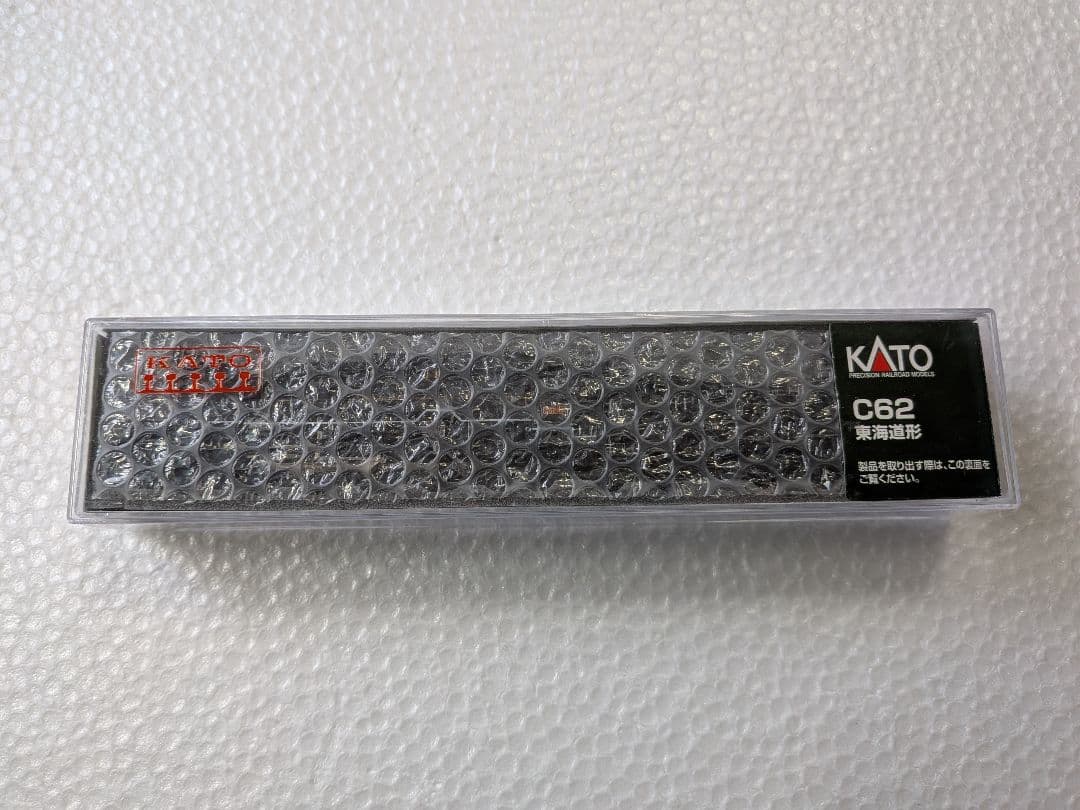 KATO
KATO
PRECISION RAILROAD MODELS
C62
東海道形
製品を取り出す際は、この裏面を
ご覧ください。